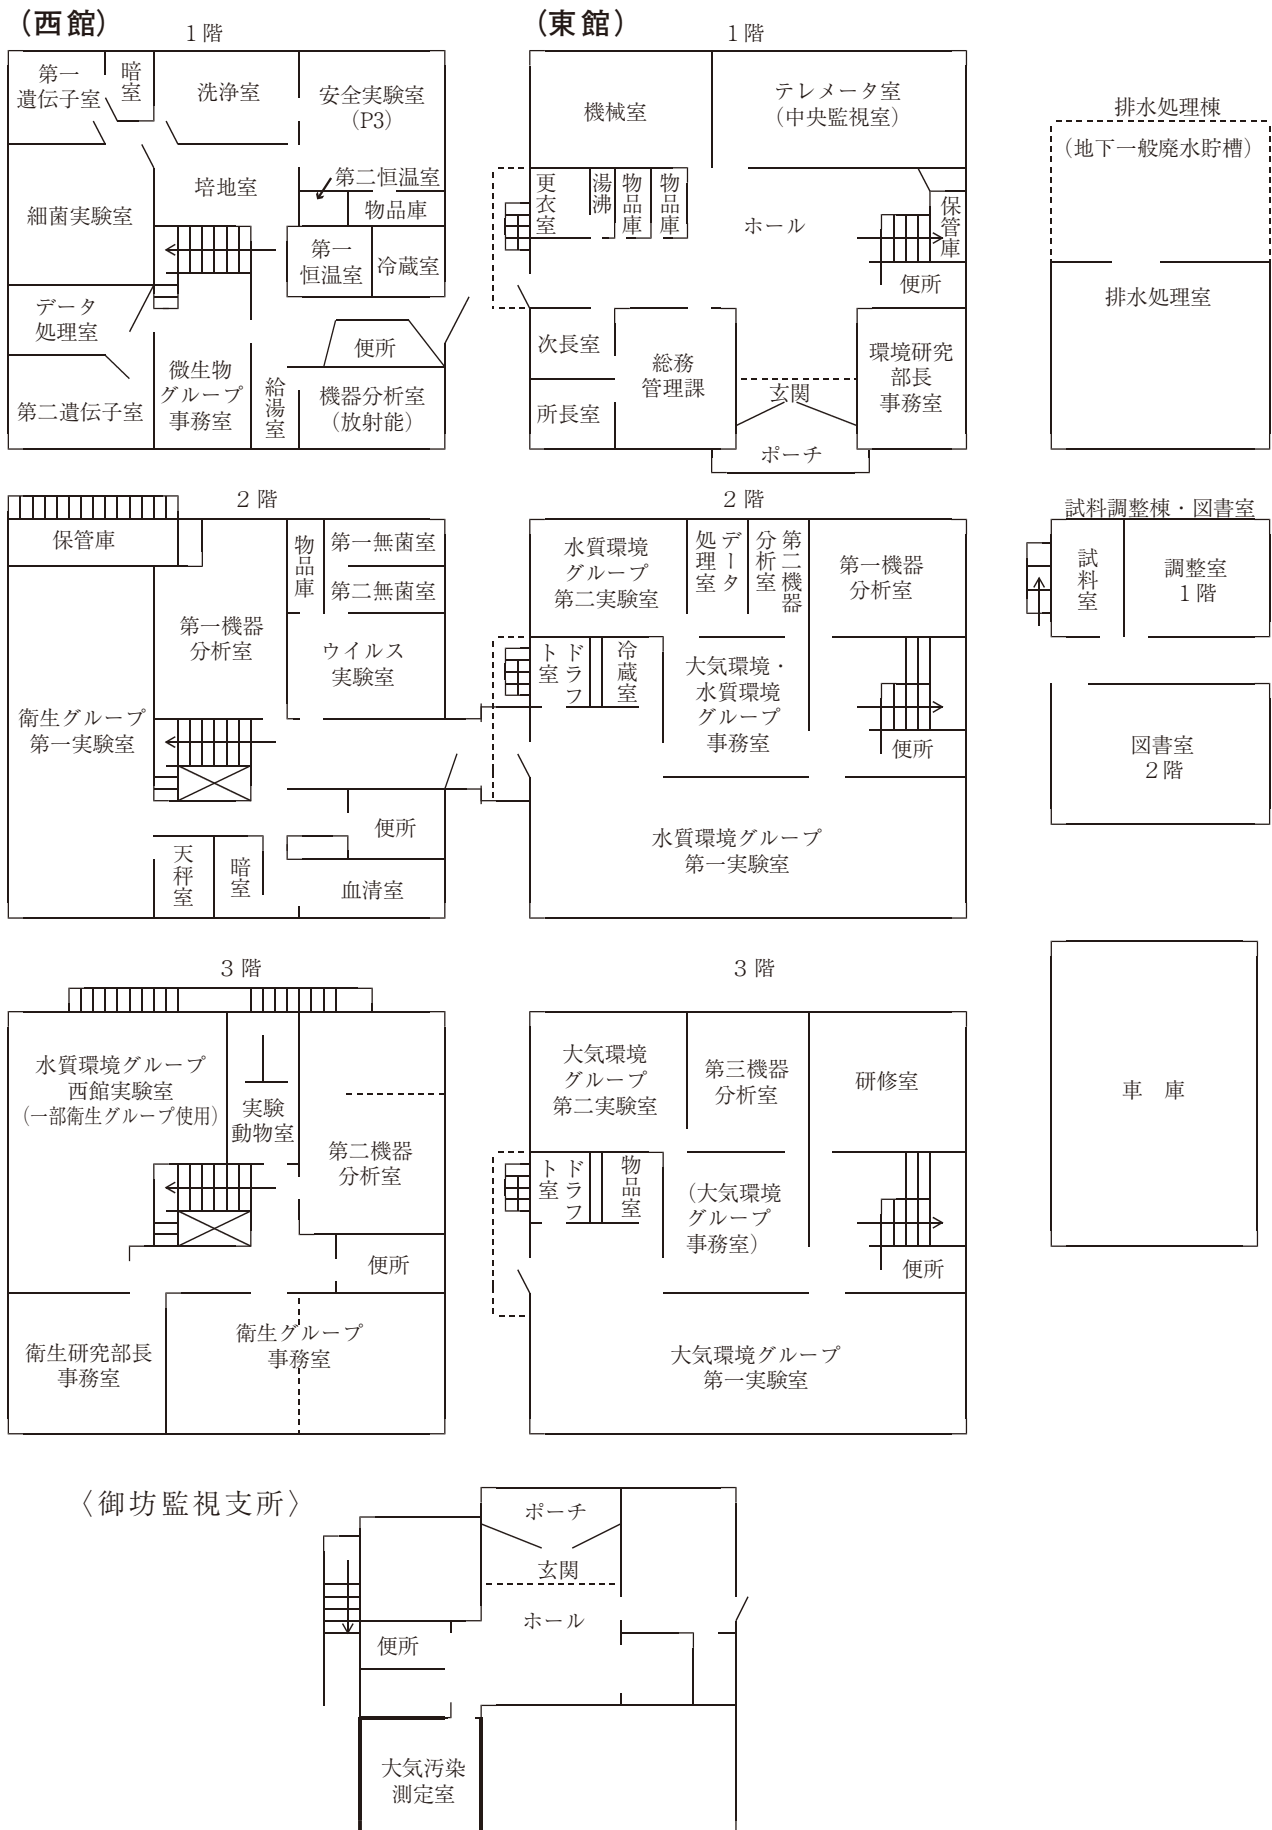 (西館)
1階
第一
遺伝子室
暗室
洗浄室
安全実験室
(P3)
細菌実験室
培地室
第二恒温室
物品庫
第一
恒温室
冷蔵室
データ
処理室
第二遺伝子室
微生物
グループ
事務室
給湯室
便所
機器分析室
(放射能)
(東館)
1階
機械室
テレメータ室
(中央監視室)
更衣室
湯沸
物品庫
物品庫
ホール
保管庫
便所
次長室
所長室
総務
管理課
玄関
環境研究
部長
事務室
ポーチ
排水処理棟
(地下一般廃水貯槽)
排水処理室
2階
保管庫
物品庫
第一無菌室
第二無菌室
第一機器
分析室
ウイルス
実験室
衛生グループ
第一実験室
便所
天秤室
暗室
血清室
2階
水質環境
グループ
第二実験室
データ
処理室
第二機器
分析室
第一機器
分析室
ドラフ
ト室
冷蔵室
大気環境・
水質環境
グループ
事務室
便所
水質環境グループ
第一実験室
試料調整棟・図書室
試料室
調整室
1階
図書室
2階
3階
水質環境グループ
西館実験室
(一部衛生グループ使用)
実験
動物室
第二機器
分析室
便所
衛生研究部長
事務室
衛生グループ
事務室
3階
大気環境
グループ
第二実験室
第三機器
分析室
研修室
ドラフ
ト室
物品室
(大気環境
グループ
事務室)
便所
大気環境グループ
第一実験室
車 庫
〈御坊監視支所〉
ポーチ
玄関
ホール
便所
大気汚染
測定室